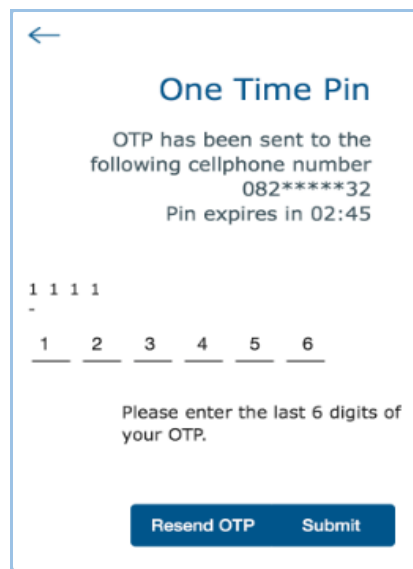 One Time Pin
OTP has been sent to the
following cellphone number
082*****32
Pin expires in 02:45
1 1 1 1
-
1 2 3 4 5 6
Please enter the last 6 digits of
your OTP.
Resend OTP Submit